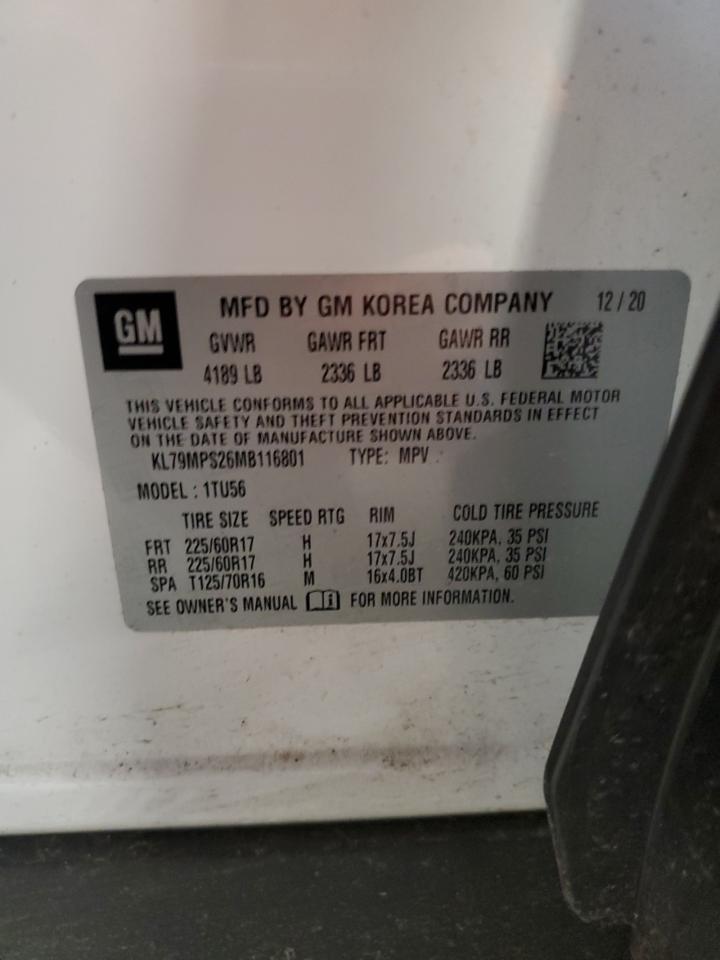 GM
MFD BY GM KOREA COMPANY 12 / 20
GVWR GAWR FRT GAWR RR
4189 LB 2336 LB 2336 LB
THIS VEHICLE CONFORMS TO ALL APPLICABLE U.S. FEDERAL MOTOR
VEHICLE SAFETY AND THEFT PREVENTION STANDARDS IN EFFECT
ON THE DATE OF MANUFACTURE SHOWN ABOVE.
KL79MPS26MB116801 TYPE: MPV
MODEL : 1TU56
TIRE SIZE SPEED RTG RIM COLD TIRE PRESSURE
FRT 225/60R17 H 17x7.5J 240KPA, 35 PSI
RR 225/60R17 H 17x7.5J 240KPA, 35 PSI
SPA T125/70R16 M 16x4.0BT 420KPA, 60 PSI
SEE OWNER'S MANUAL FOR MORE INFORMATION.